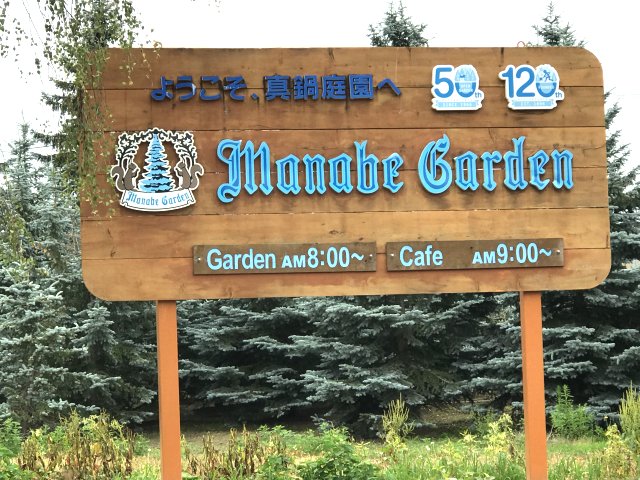 ようこそ、真鍋庭園へ
50th
120th
Manabe Garden
Manabe Garden
Garden AM8:00~
Cafe AM9:00~